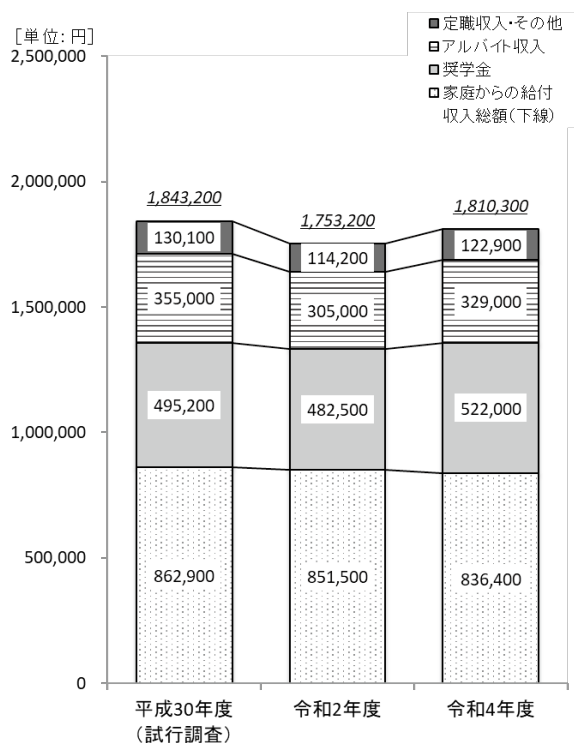 [単位: 円]
定職収入・その他
アルバイト収入
奨学金
家庭からの給付
収入総額(下線)
2,500,000
2,000,000
1,500,000
1,000,000
500,000
0
1,843,200
130,100
355,000
495,200
862,900
1,753,200
114,200
305,000
482,500
851,500
1,810,300
122,900
329,000
522,000
836,400
平成30年度
(試行調査)
令和2年度
令和4年度